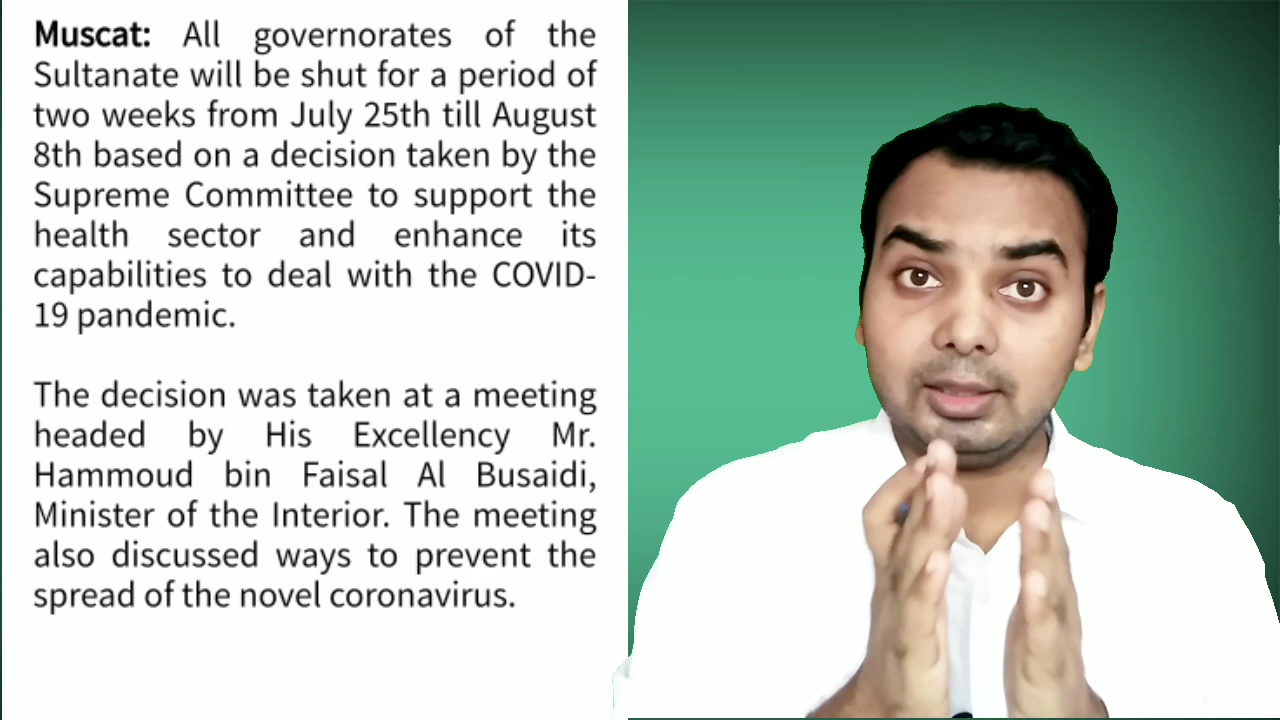 Muscat: All governorates of the
Sultanate will be shut for a period of
two weeks from July 25th till August
8th based on a decision taken by the
Supreme Committee to support the
health sector and enhance its
capabilities to deal with the COVID-
19 pandemic.
The decision was taken at a meeting
headed by His Excellency Mr.
Hammoud bin Faisal Al Busaidi,
Minister of the Interior. The meeting
also discussed ways to prevent the
spread of the novel coronavirus.